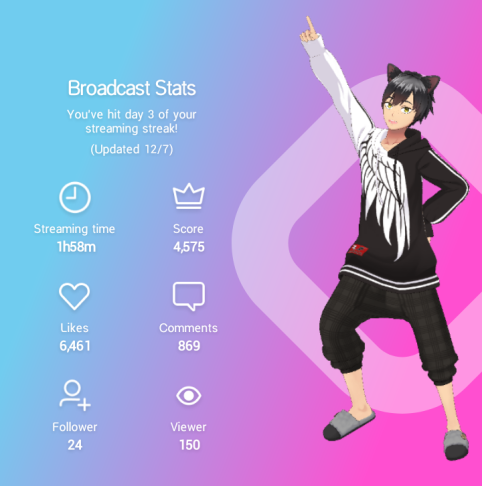 Broadcast Stats
You've hit day 3 of your
streaming streak!
(Updated 12/7)
Streaming time
1h58m
Score
4,575
Likes
6,461
Comments
869
Follower
24
Viewer
150